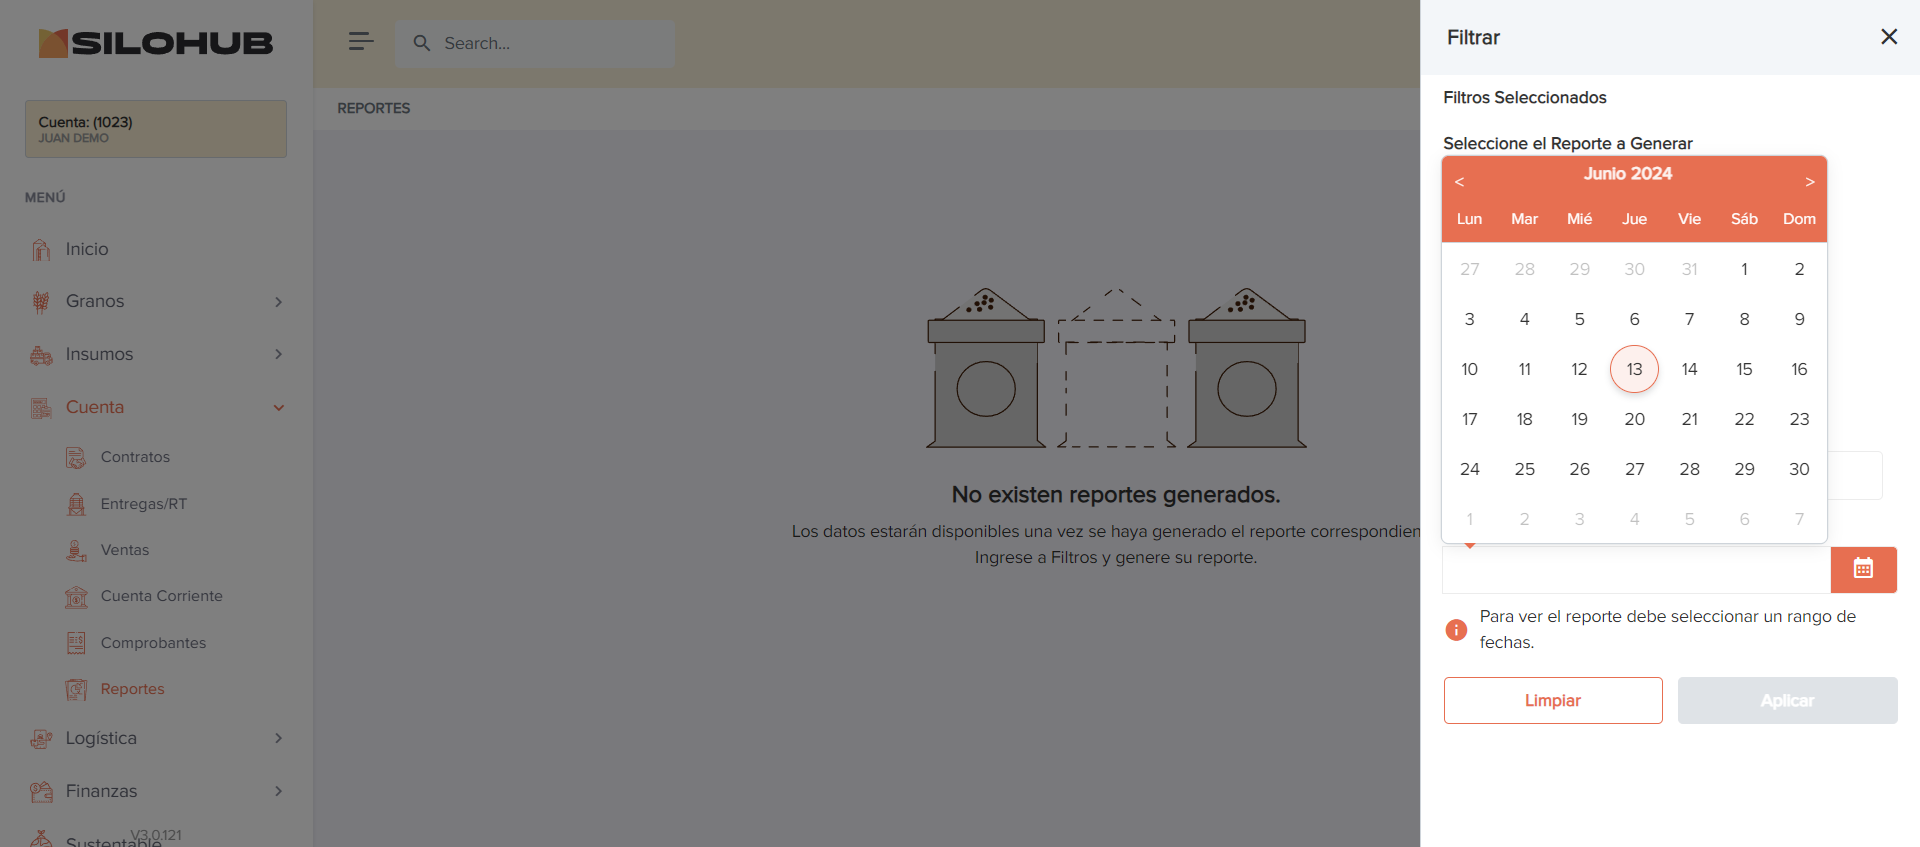 SILOHUB
Cuenta: (1023)
JUAN DEMO
MENÚ
Inicio
Granos
Insumos
Cuenta
Contratos
Entregas/RT
Ventas
Cuenta Corriente
Comprobantes
Reportes
Logística
Finanzas
Sustentable
V3.0.121
Search...
REPORTES
No existen reportes generados.
Los datos estarán disponibles una vez se haya generado el reporte correspondien
Ingrese a Filtros y genere su reporte.
Filtrar
Filtros Seleccionados
Seleccione el Reporte a Generar
< Junio 2024 >
Lun Mar Mié Jue Vie Sáb Dom
27 28 29 30 31 1 2
3 4 5 6 7 8 9
10 11 12 13 14 15 16
17 18 19 20 21 22 23
24 25 26 27 28 29 30
1 2 3 4 5 6 7
Para ver el reporte debe seleccionar un rango de
fechas.
Limpiar
Aplicar